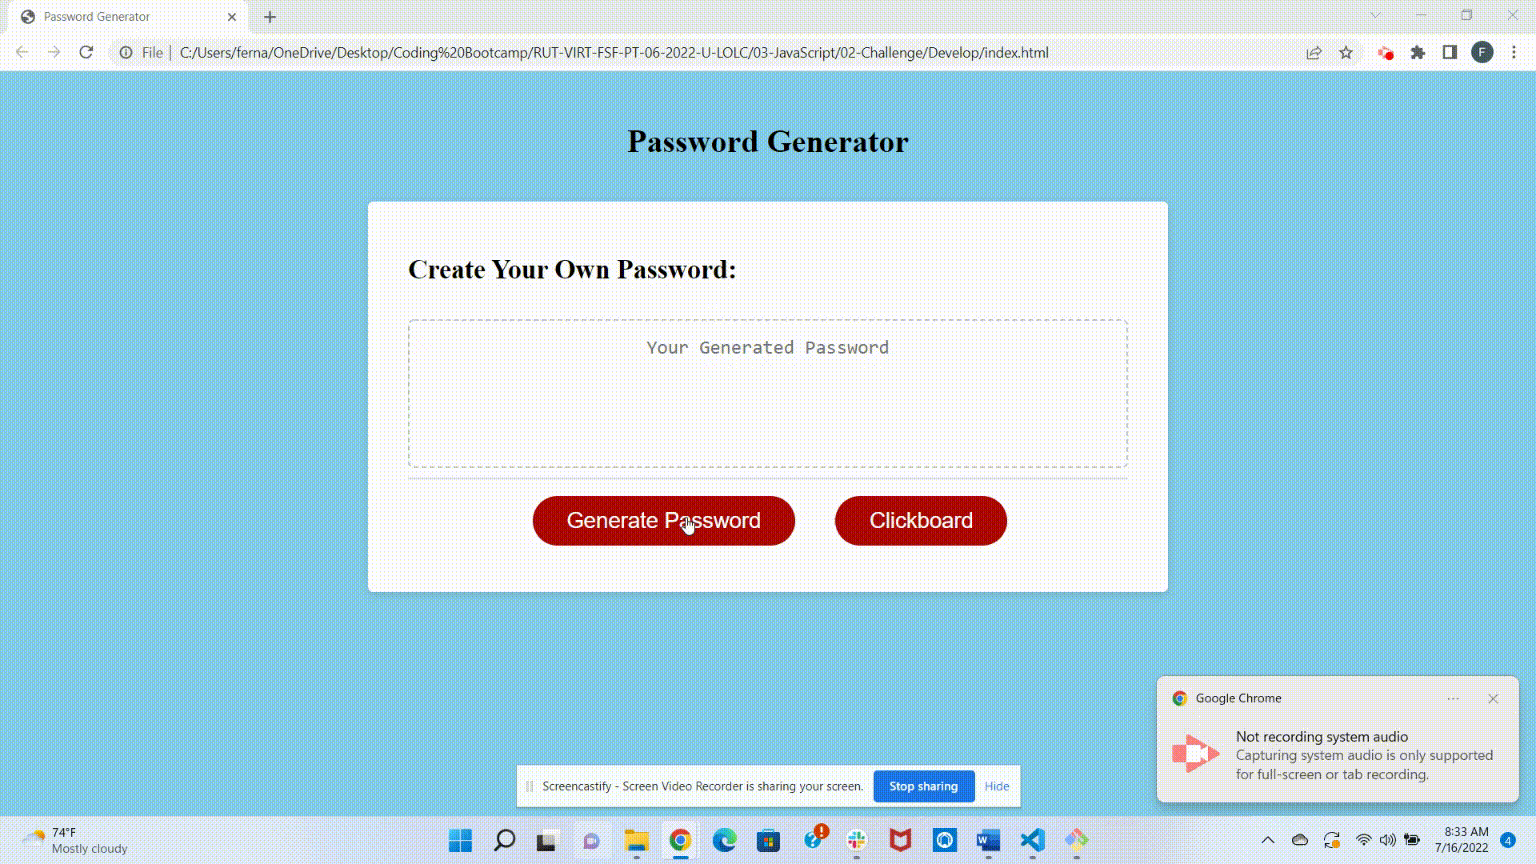 Password Generator
File | C:/Users/ferna/OneDrive/Desktop/Coding%20Bootcamp/RUT-VIRT-FSF-PT-06-2022-U-LOLC/03-JavaScript/02-Challenge/Develop/index.html
F
Password Generator
Create Your Own Password:
Your Generated Password
Generate Password
Clickboard
Google Chrome
Not recording system audio
Capturing system audio is only supported
for full-screen or tab recording.
Screencastify - Screen Video Recorder is sharing your screen.
Stop sharing
Hide
74°F
Mostly cloudy
W
8:33 AM
7/16/2022
4